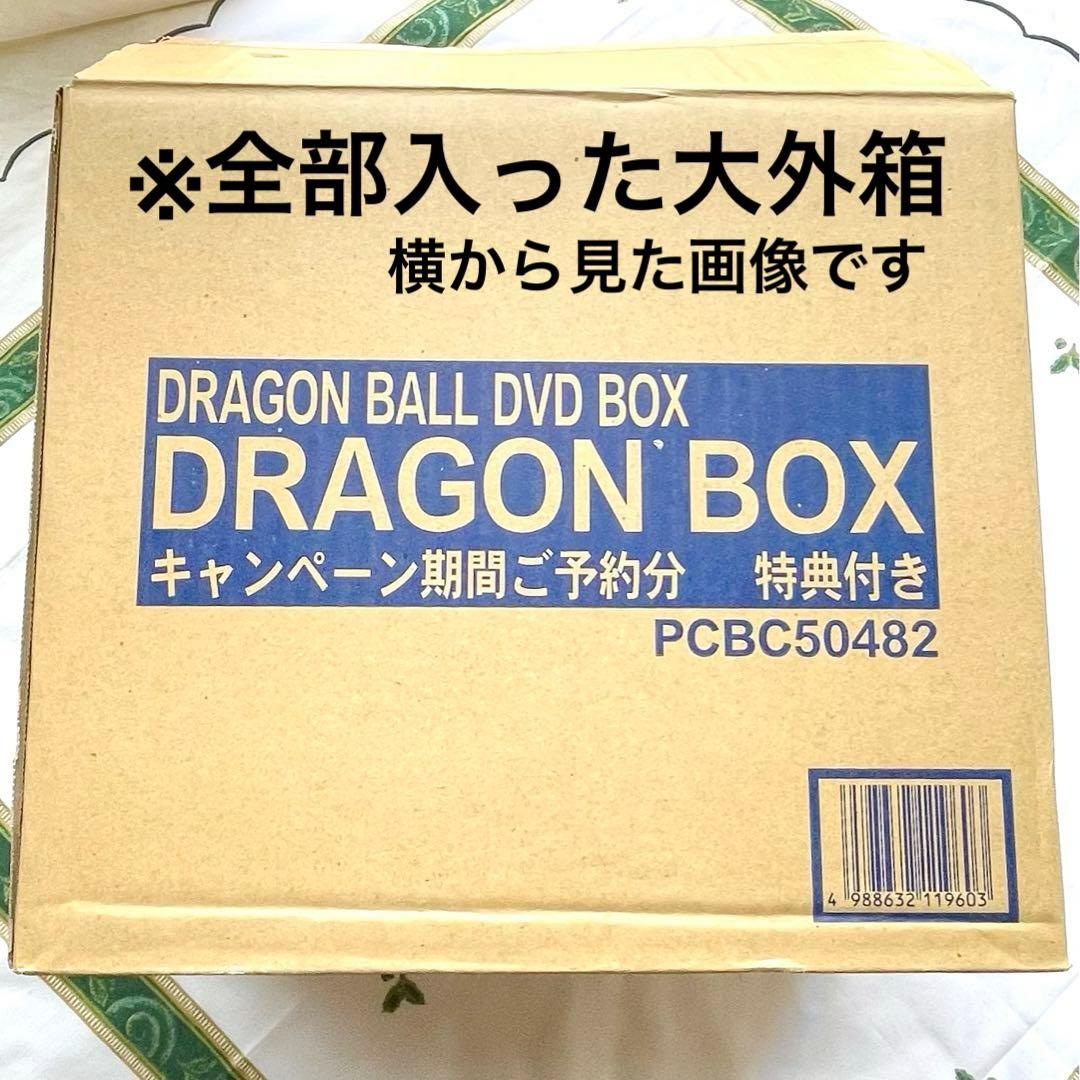 ※全部入った大外箱
横から見た画像です
DRAGON BALL DVD BOX
DRAGON BOX
キャンペーン期間ご予約分 特典付き
PCBC50482
4 988632 119603